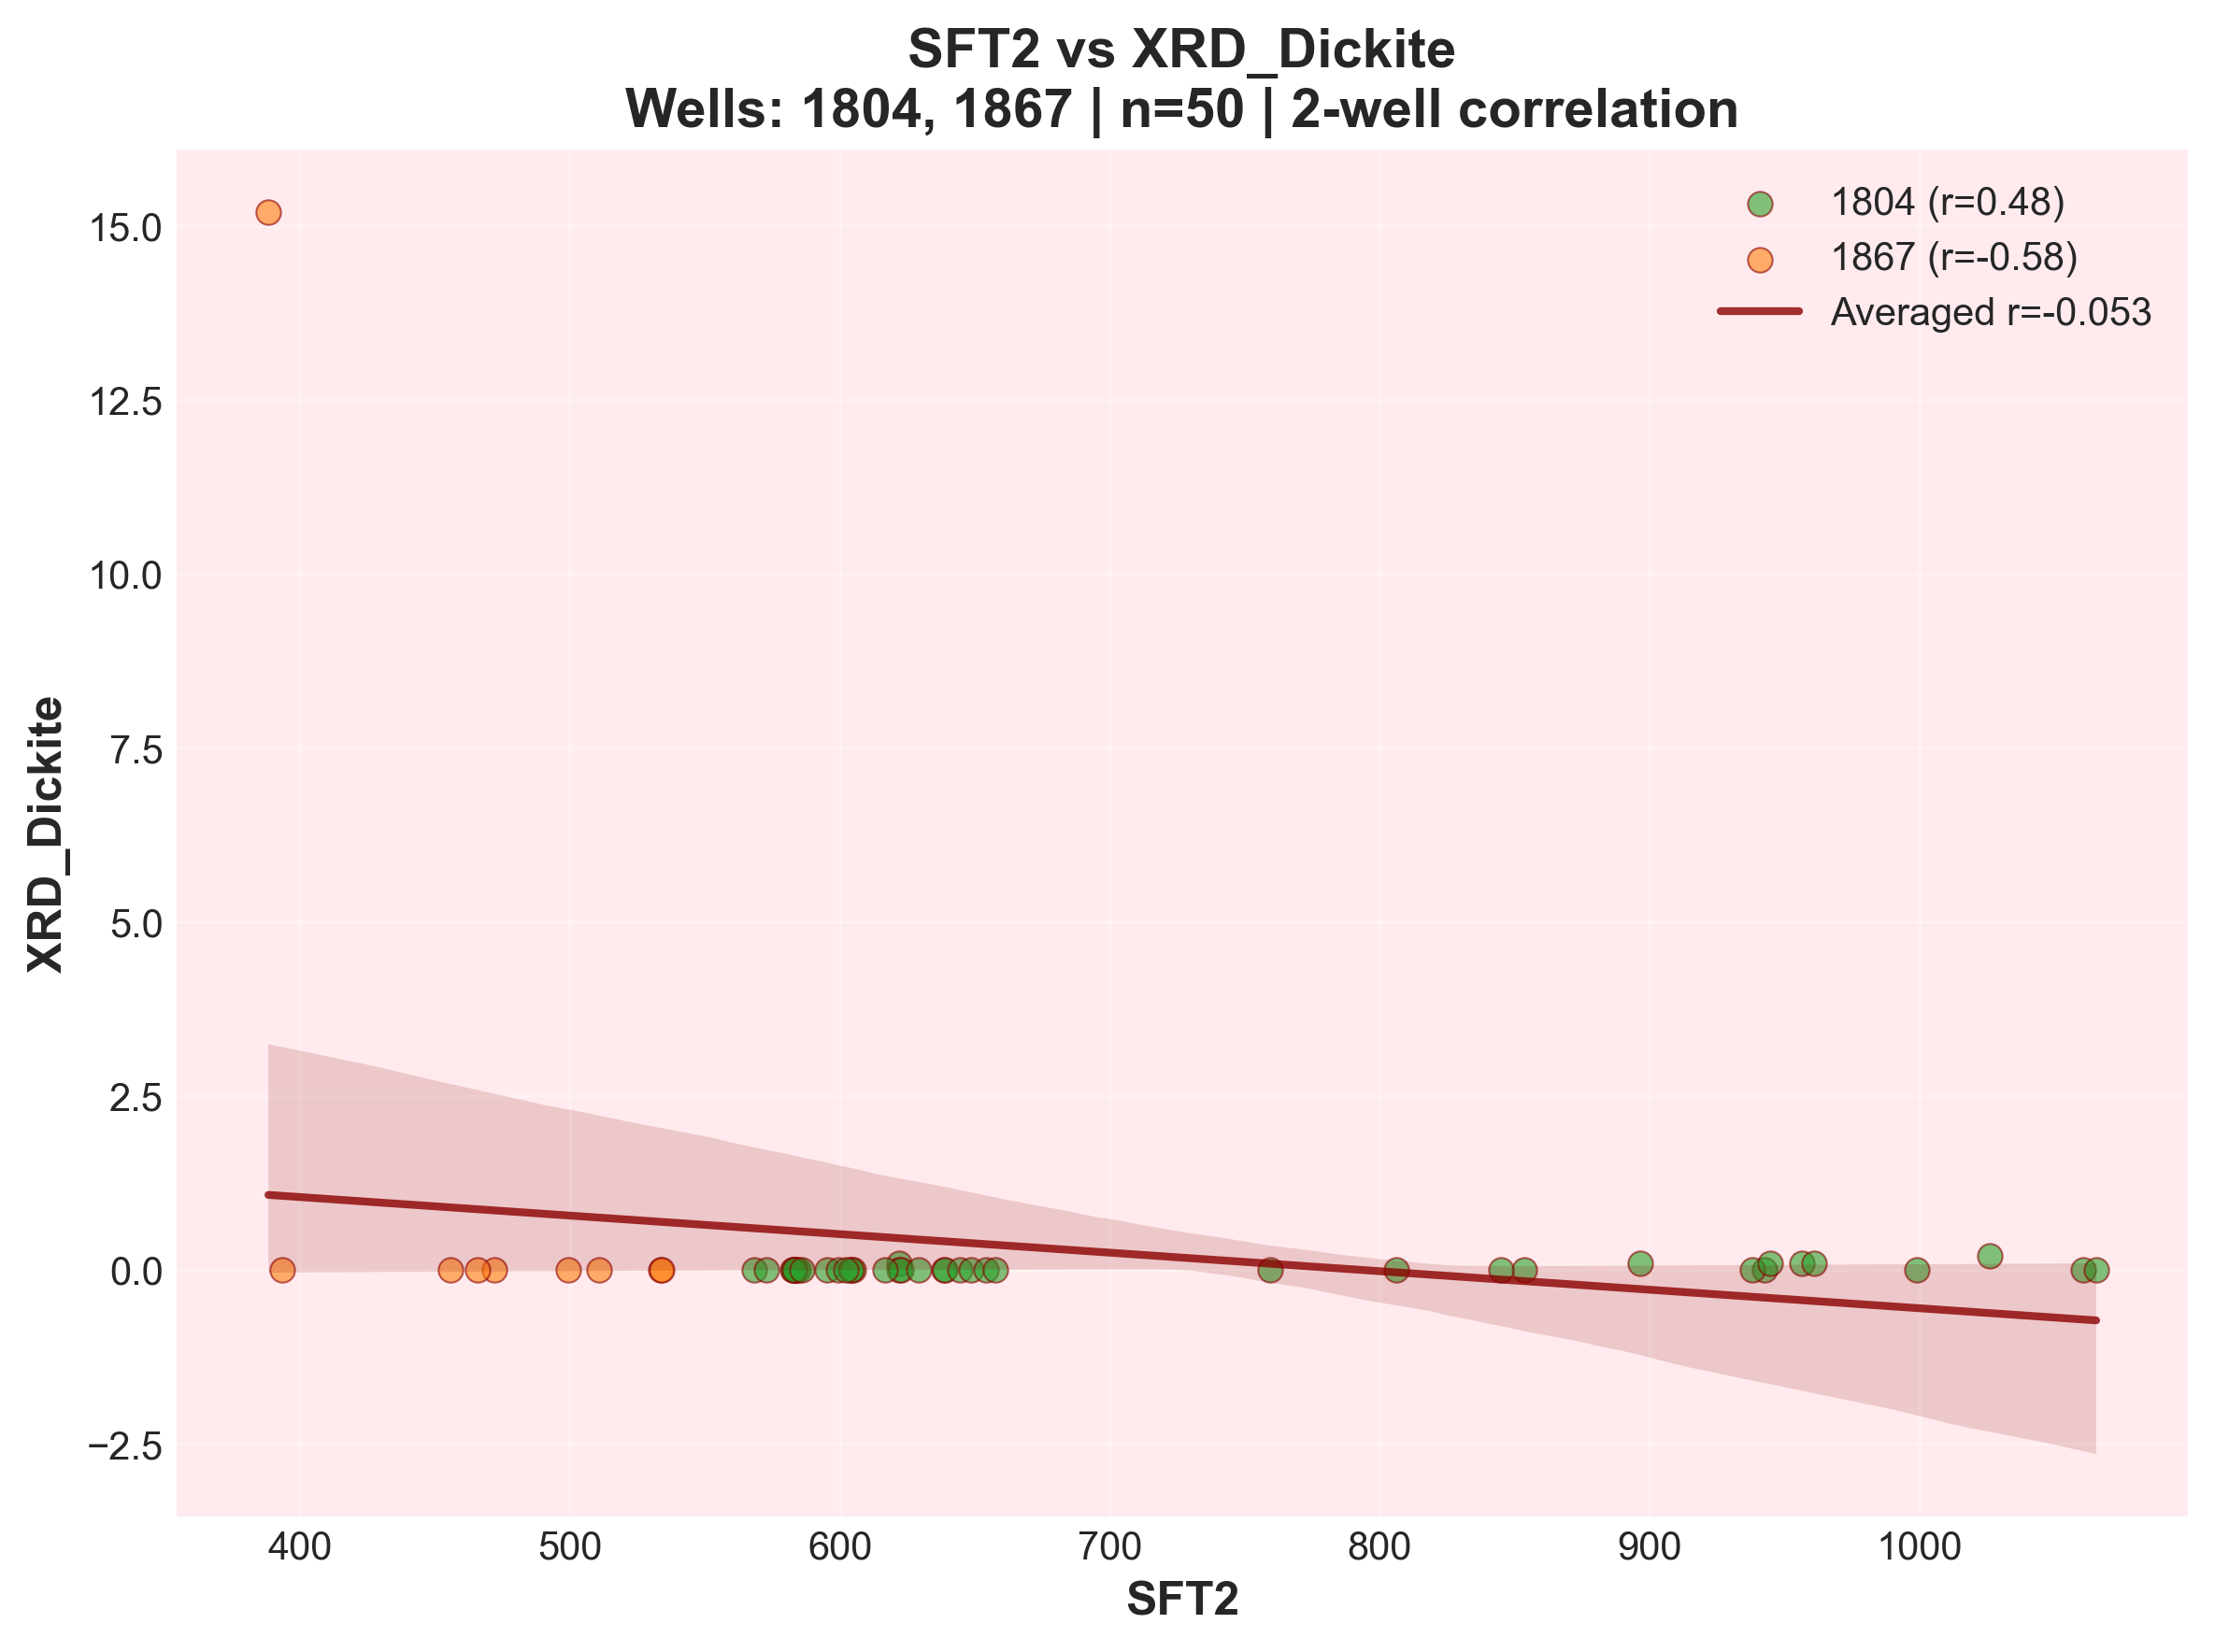 SFT2 vs XRD_Dickite
Wells: 1804, 1867 | n=50 | 2-well correlation
1804 (r=0.48)
1867 (r=-0.58)
Averaged r=-0.053
XRD_Dickite
15.0
12.5
10.0
7.5
5.0
2.5
0.0
−2.5
400 500 600 700 800 900 1000
SFT2